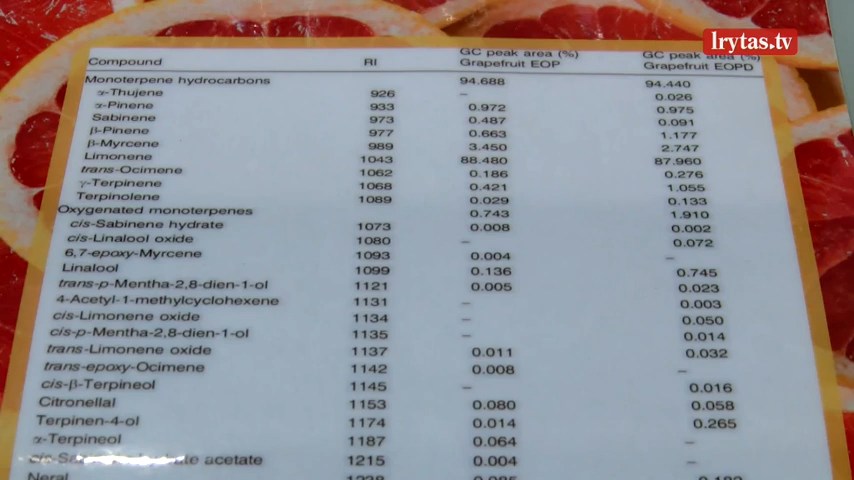 lrytas.tv
Compound RI GC peak area (%) Grapefruit EOP GC peak area (%) Grapefruit EOPD
Monoterpene hydrocarbons 94.688 94.440
α-Thujene 926 – 0.026
α-Pinene 933 0.972 0.975
Sabinene 973 0.487 0.091
β-Pinene 977 0.663 1.177
β-Myrcene 989 3.450 2.747
Limonene 1043 88.480 87.960
trans-Ocimene 1062 0.186 0.276
γ-Terpinene 1068 0.421 1.055
Terpinolene 1089 0.029 0.133
Oxygenated monoterpenes 0.743 1.910
cis-Sabinene hydrate 1073 0.008 0.002
cis-Linalool oxide 1080 – 0.072
6,7-epoxy-Myrcene 1093 0.004 –
Linalool 1099 0.136 0.745
trans-p-Mentha-2,8-dien-1-ol 1121 0.005 0.023
4-Acetyl-1-methylcyclohexene 1131 – 0.003
cis-Limonene oxide 1134 – 0.050
cis-p-Mentha-2,8-dien-1-ol 1135 – 0.014
trans-Limonene oxide 1137 0.011 0.032
trans-epoxy-Ocimene 1142 0.008 –
cis-β-Terpineol 1145 – 0.016
Citronellal 1153 0.080 0.058
Terpinen-4-ol 1174 0.014 0.265
α-Terpineol 1187 0.064 –
acetate 1215 0.004 –
Neral